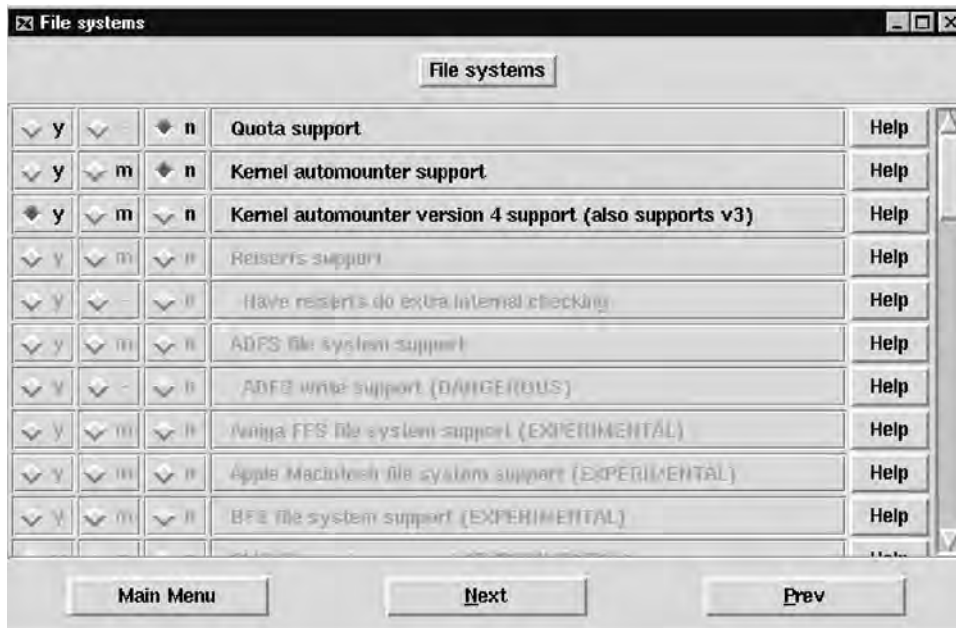 File systems
File systems
y - n Quota support Help
y m n Kernel automounter support Help
y m n Kernel automounter version 4 support (also supports v3) Help
y m n Reiserfs support Help
y - n Have reiserfs do extra internal checking Help
y m n ADFS file system support Help
y - n ADFS write support (DANGEROUS) Help
y m n Amiga FFS file system support (EXPERIMENTAL) Help
y m n Apple Macintosh file system support (EXPERIMENTAL) Help
y m n BFS file system support (EXPERIMENTAL) Help
Main Menu Next Prev